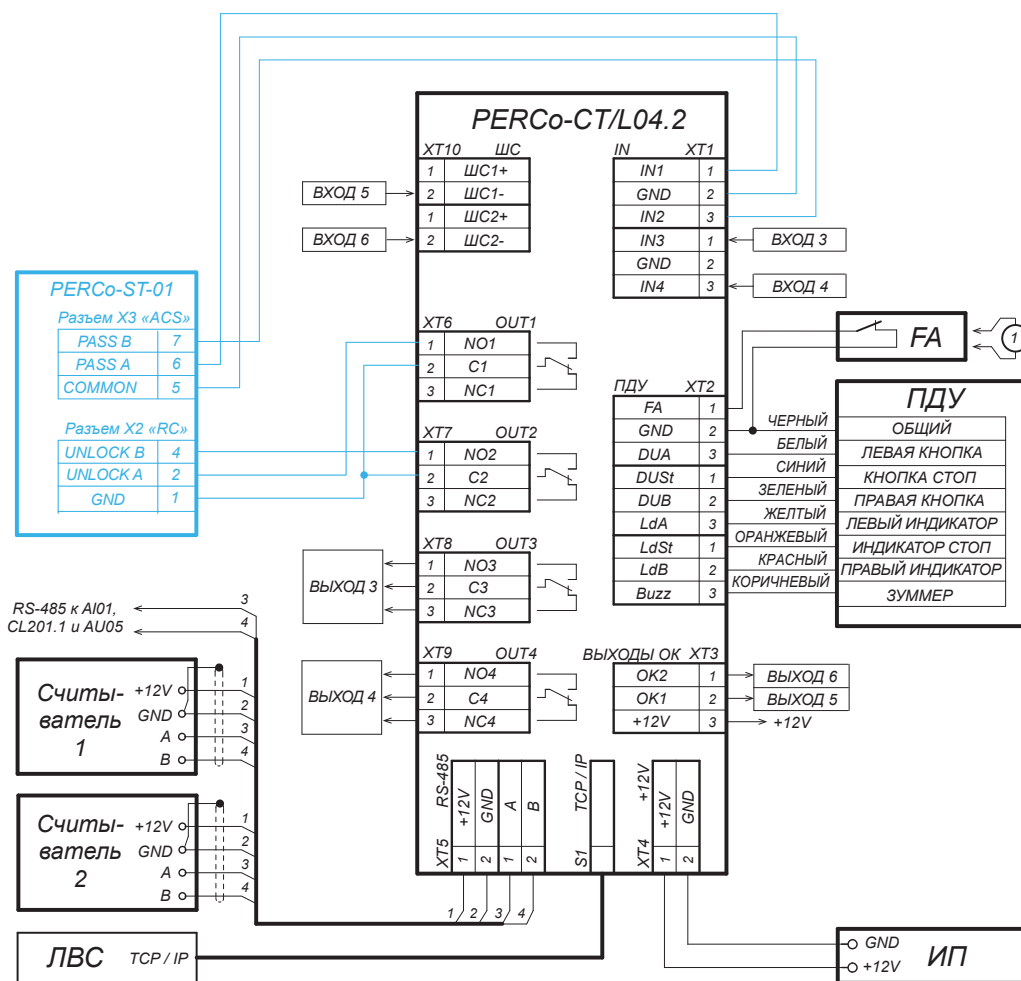 PERCo-CT/L04.2
XT10 ШС
1 ШС1+
2 ШС1-
1 ШС2+
2 ШС2-
ВХОД 5
ВХОД 6
IN XT1
IN1 1
GND 2
IN2 3
IN3 1
GND 2
IN4 3
ВХОД 3
ВХОД 4
PERCo-ST-01
Разъем X3 «ACS»
PASS B 7
PASS A 6
COMMON 5
Разъем X2 «RC»
UNLOCK B 4
UNLOCK A 2
GND 1
XT6 OUT1
1 NO1
2 C1
3 NC1
XT7 OUT2
1 NO2
2 C2
3 NC2
XT8 OUT3
1 NO3
2 C3
3 NC3
ВЫХОД 3
XT9 OUT4
1 NO4
2 C4
3 NC4
ВЫХОД 4
FA
1
ПДУ XT2
FA 1
GND 2
DUA 3
DUSt 1
DUB 2
LdA 3
LdSt 1
LdB 2
Buzz 3
ЧЕРНЫЙ
БЕЛЫЙ
СИНИЙ
ЗЕЛЕНЫЙ
ЖЕЛТЫЙ
ОРАНЖЕВЫЙ
КРАСНЫЙ
КОРИЧНЕВЫЙ
ПДУ
ОБЩИЙ
ЛЕВАЯ КНОПКА
КНОПКА СТОП
ПРАВАЯ КНОПКА
ЛЕВЫЙ ИНДИКАТОР
ИНДИКАТОР СТОП
ПРАВЫЙ ИНДИКАТОР
ЗУММЕР
ВЫХОДЫ ОК XT3
OK2 1
OK1 2
+12V 3
ВЫХОД 6
ВЫХОД 5
+12V
RS-485 к AI01,
CL201.1 и AU05
3
4
Считы-
ватель
1
+12V 1
GND 2
A 3
B 4
Считы-
ватель
2
+12V 1
GND 2
A 3
B 4
XT5 RS-485
1 +12V
2 GND
1 A
2 B
1 2 3 4
S1 TCP / IP
XT4 +12V
1 +12V
2 GND
ЛВС TCP / IP
GND
+12V
ИП